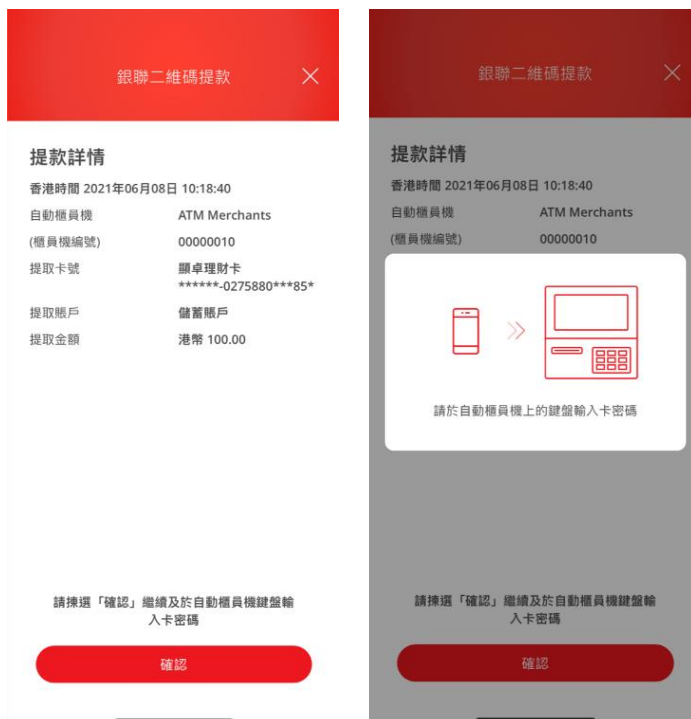 銀聯二維碼提款
提款詳情
香港時間 2021年06月08日 10:18:40
自動櫃員機 ATM Merchants
(櫃員機編號) 00000010
提取卡號 顯卓理財卡
******-0275880***85*
提取賬戶 儲蓄賬戶
提取金額 港幣 100.00
請揀選「確認」繼續及於自動櫃員機鍵盤輸
入卡密碼
確認
銀聯二維碼提款
提款詳情
香港時間 2021年06月08日 10:18:40
自動櫃員機 ATM Merchants
(櫃員機編號) 00000010
請於自動櫃員機上的鍵盤輸入卡密碼
請揀選「確認」繼續及於自動櫃員機鍵盤輸
入卡密碼
確認